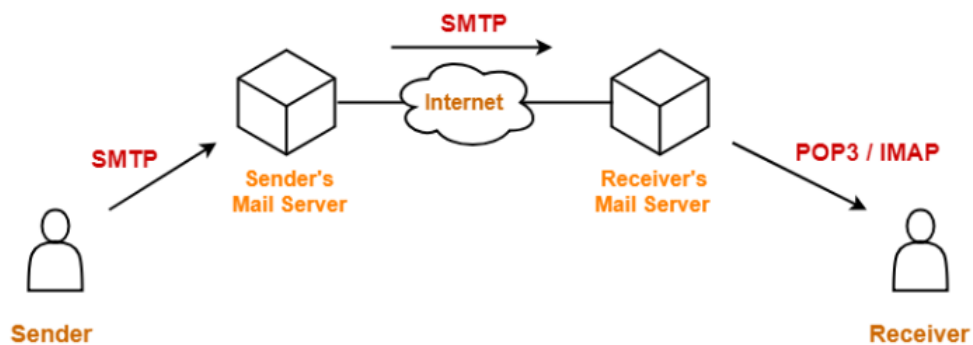 SMTP
Internet
SMTP
Sender's
Mail Server
Receiver's
Mail Server
POP3 / IMAP
Sender
Receiver